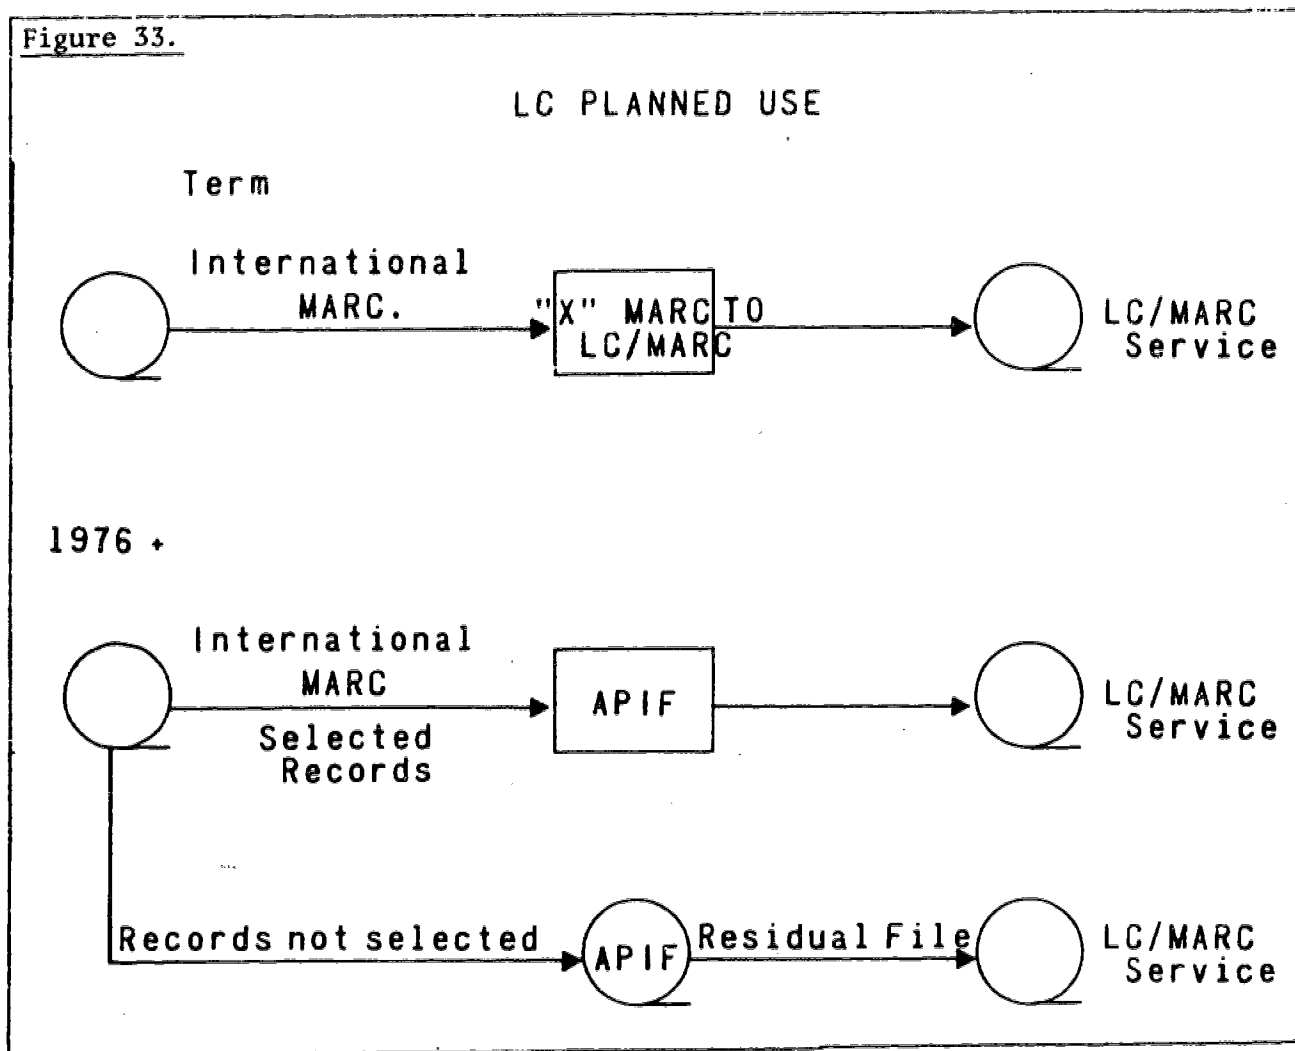 Figure 33.
LC PLANNED USE
Term
International
MARC.
"X" MARC TO
LC/MARC
LC/MARC
Service
1976 +
International
MARC
Selected
Records
APIF
LC/MARC
Service
Records not selected
APIF
Residual File
LC/MARC
Service